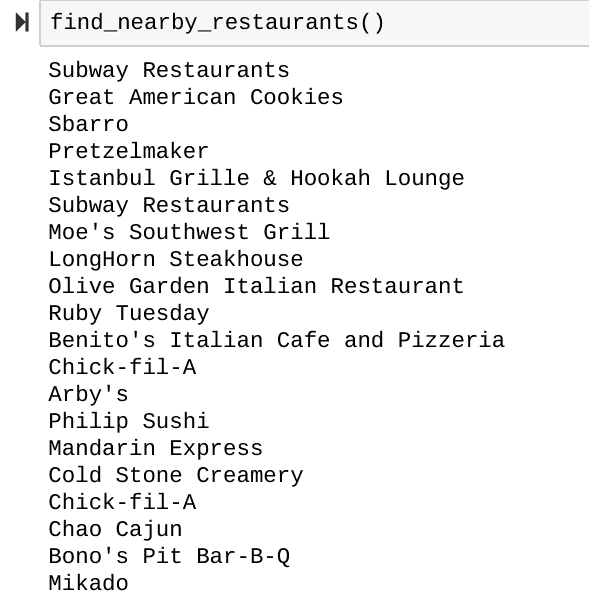 find_nearby_restaurants()
Subway Restaurants
Great American Cookies
Sbarro
Pretzelmaker
Istanbul Grille & Hookah Lounge
Subway Restaurants
Moe's Southwest Grill
LongHorn Steakhouse
Olive Garden Italian Restaurant
Ruby Tuesday
Benito's Italian Cafe and Pizzeria
Chick-fil-A
Arby's
Philip Sushi
Mandarin Express
Cold Stone Creamery
Chick-fil-A
Chao Cajun
Bono's Pit Bar-B-Q
Mikado